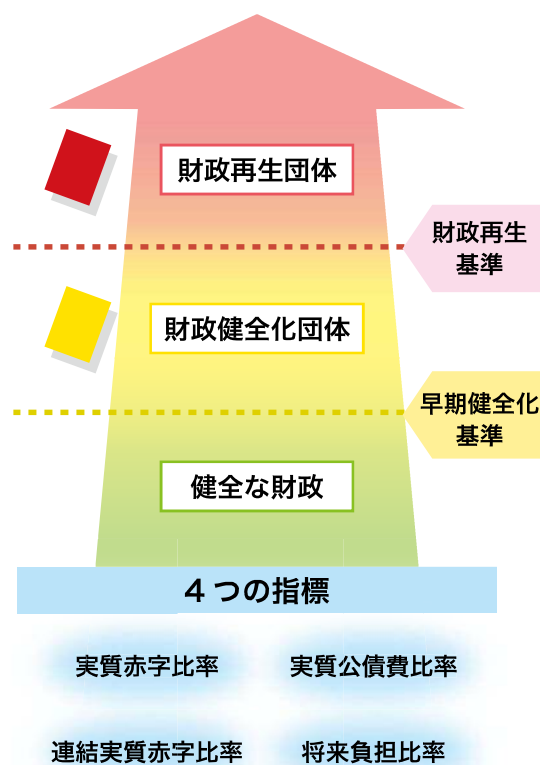 財政再生団体
財政再生
基準
財政健全化団体
早期健全化
基準
健全な財政
4つの指標
実質赤字比率
実質公債費比率
連結実質赤字比率
将来負担比率